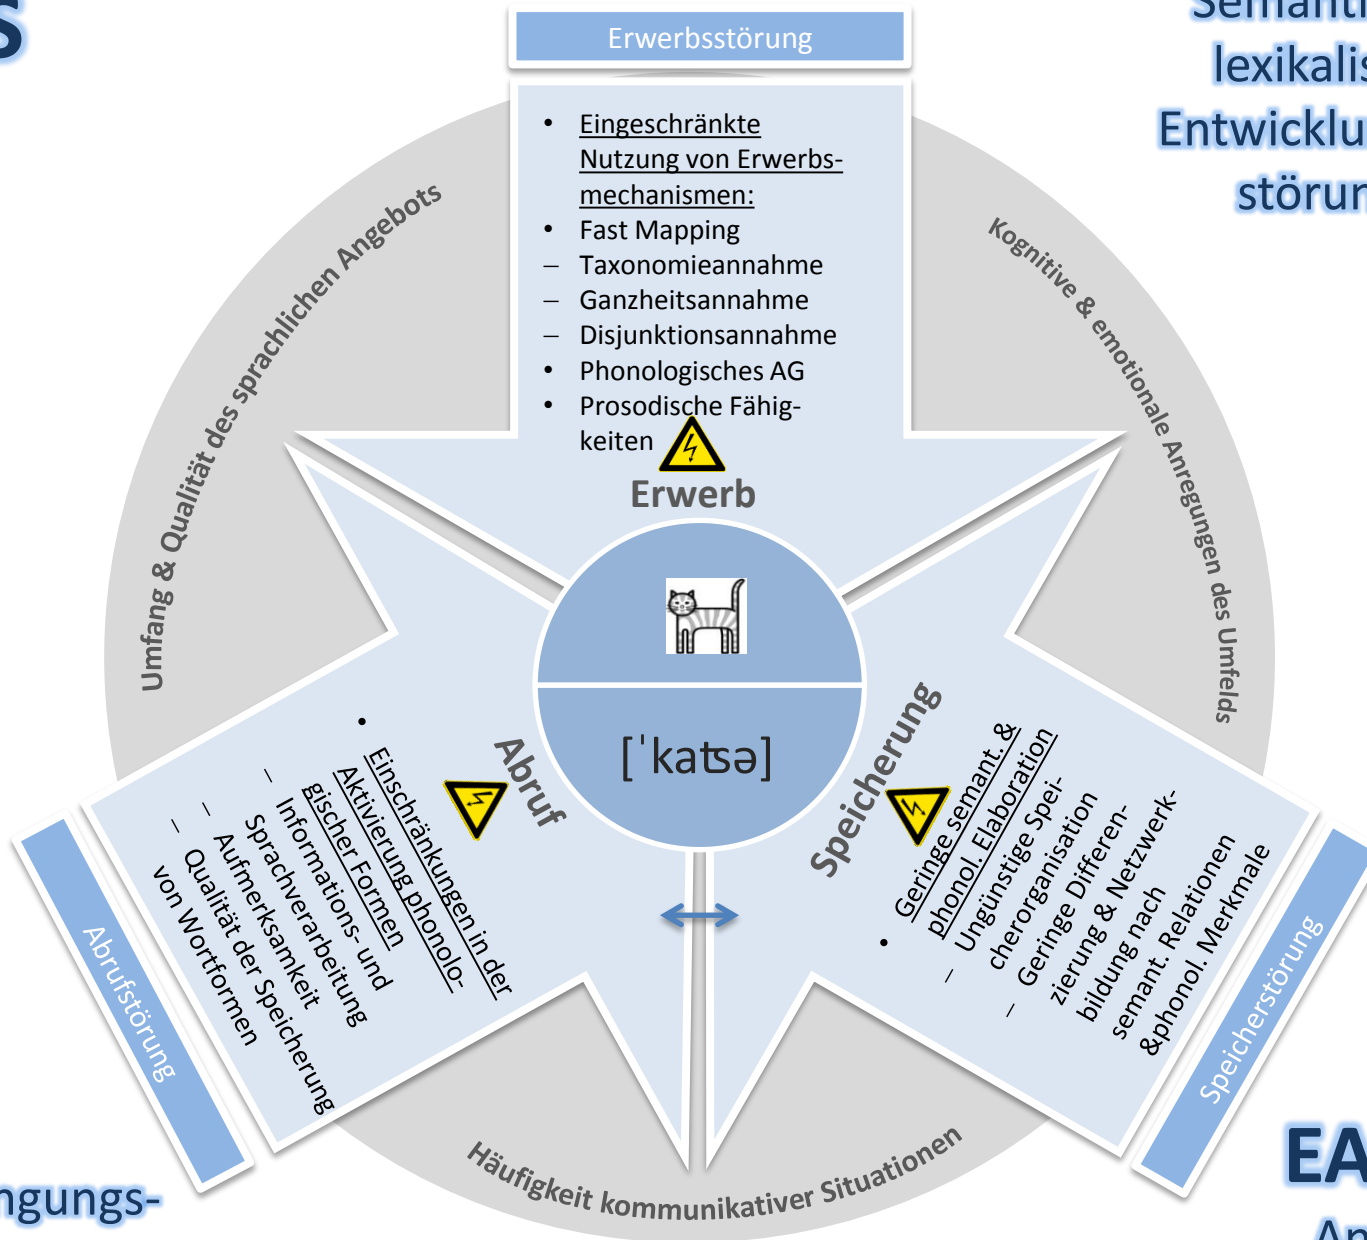 Erwerbsstörung
• Eingeschränkte
Nutzung von Erwerbs-
mechanismen:
• Fast Mapping
– Taxonomieannahme
– Ganzheitsannahme
– Disjunktionsannahme
• Phonologisches AG
• Prosodische Fähig-
keiten
Erwerb
Umfang & Qualität des sprachlichen Angebots
Kognitive & emotionale Anregungen des Umfelds
Häufigkeit kommunikativer Situationen
[ˈkaʦə]
Abruf
• Einschränkungen in der
Aktivierung phonolo-
gischer Formen
– Informations- und
Sprachverarbeitung
– Aufmerksamkeit
– Qualität der Speicherung
von Wortformen
Abrufstörung
Speicherung
• Geringe semant. &
phonol. Elaboration
– Ungünstige Spei-
cherorganisation
– Geringe Differen-
zierung & Netzwerk-
bildung nach
semant. Relationen
&phonol. Merkmale
Speicherstörung
lexikalis
Entwicklu
störun
ngungs-
EA